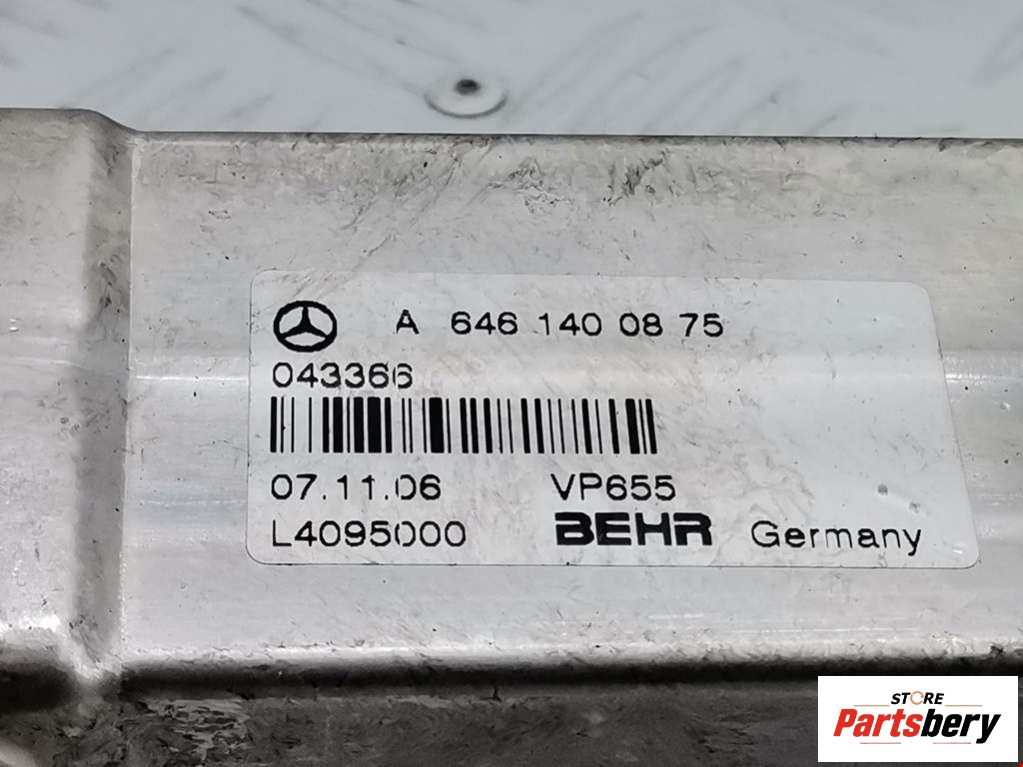 A 646 140 08 75
043366
07.11.06 VP655
L4095000 BEHR Germany
STORE
Partsbery